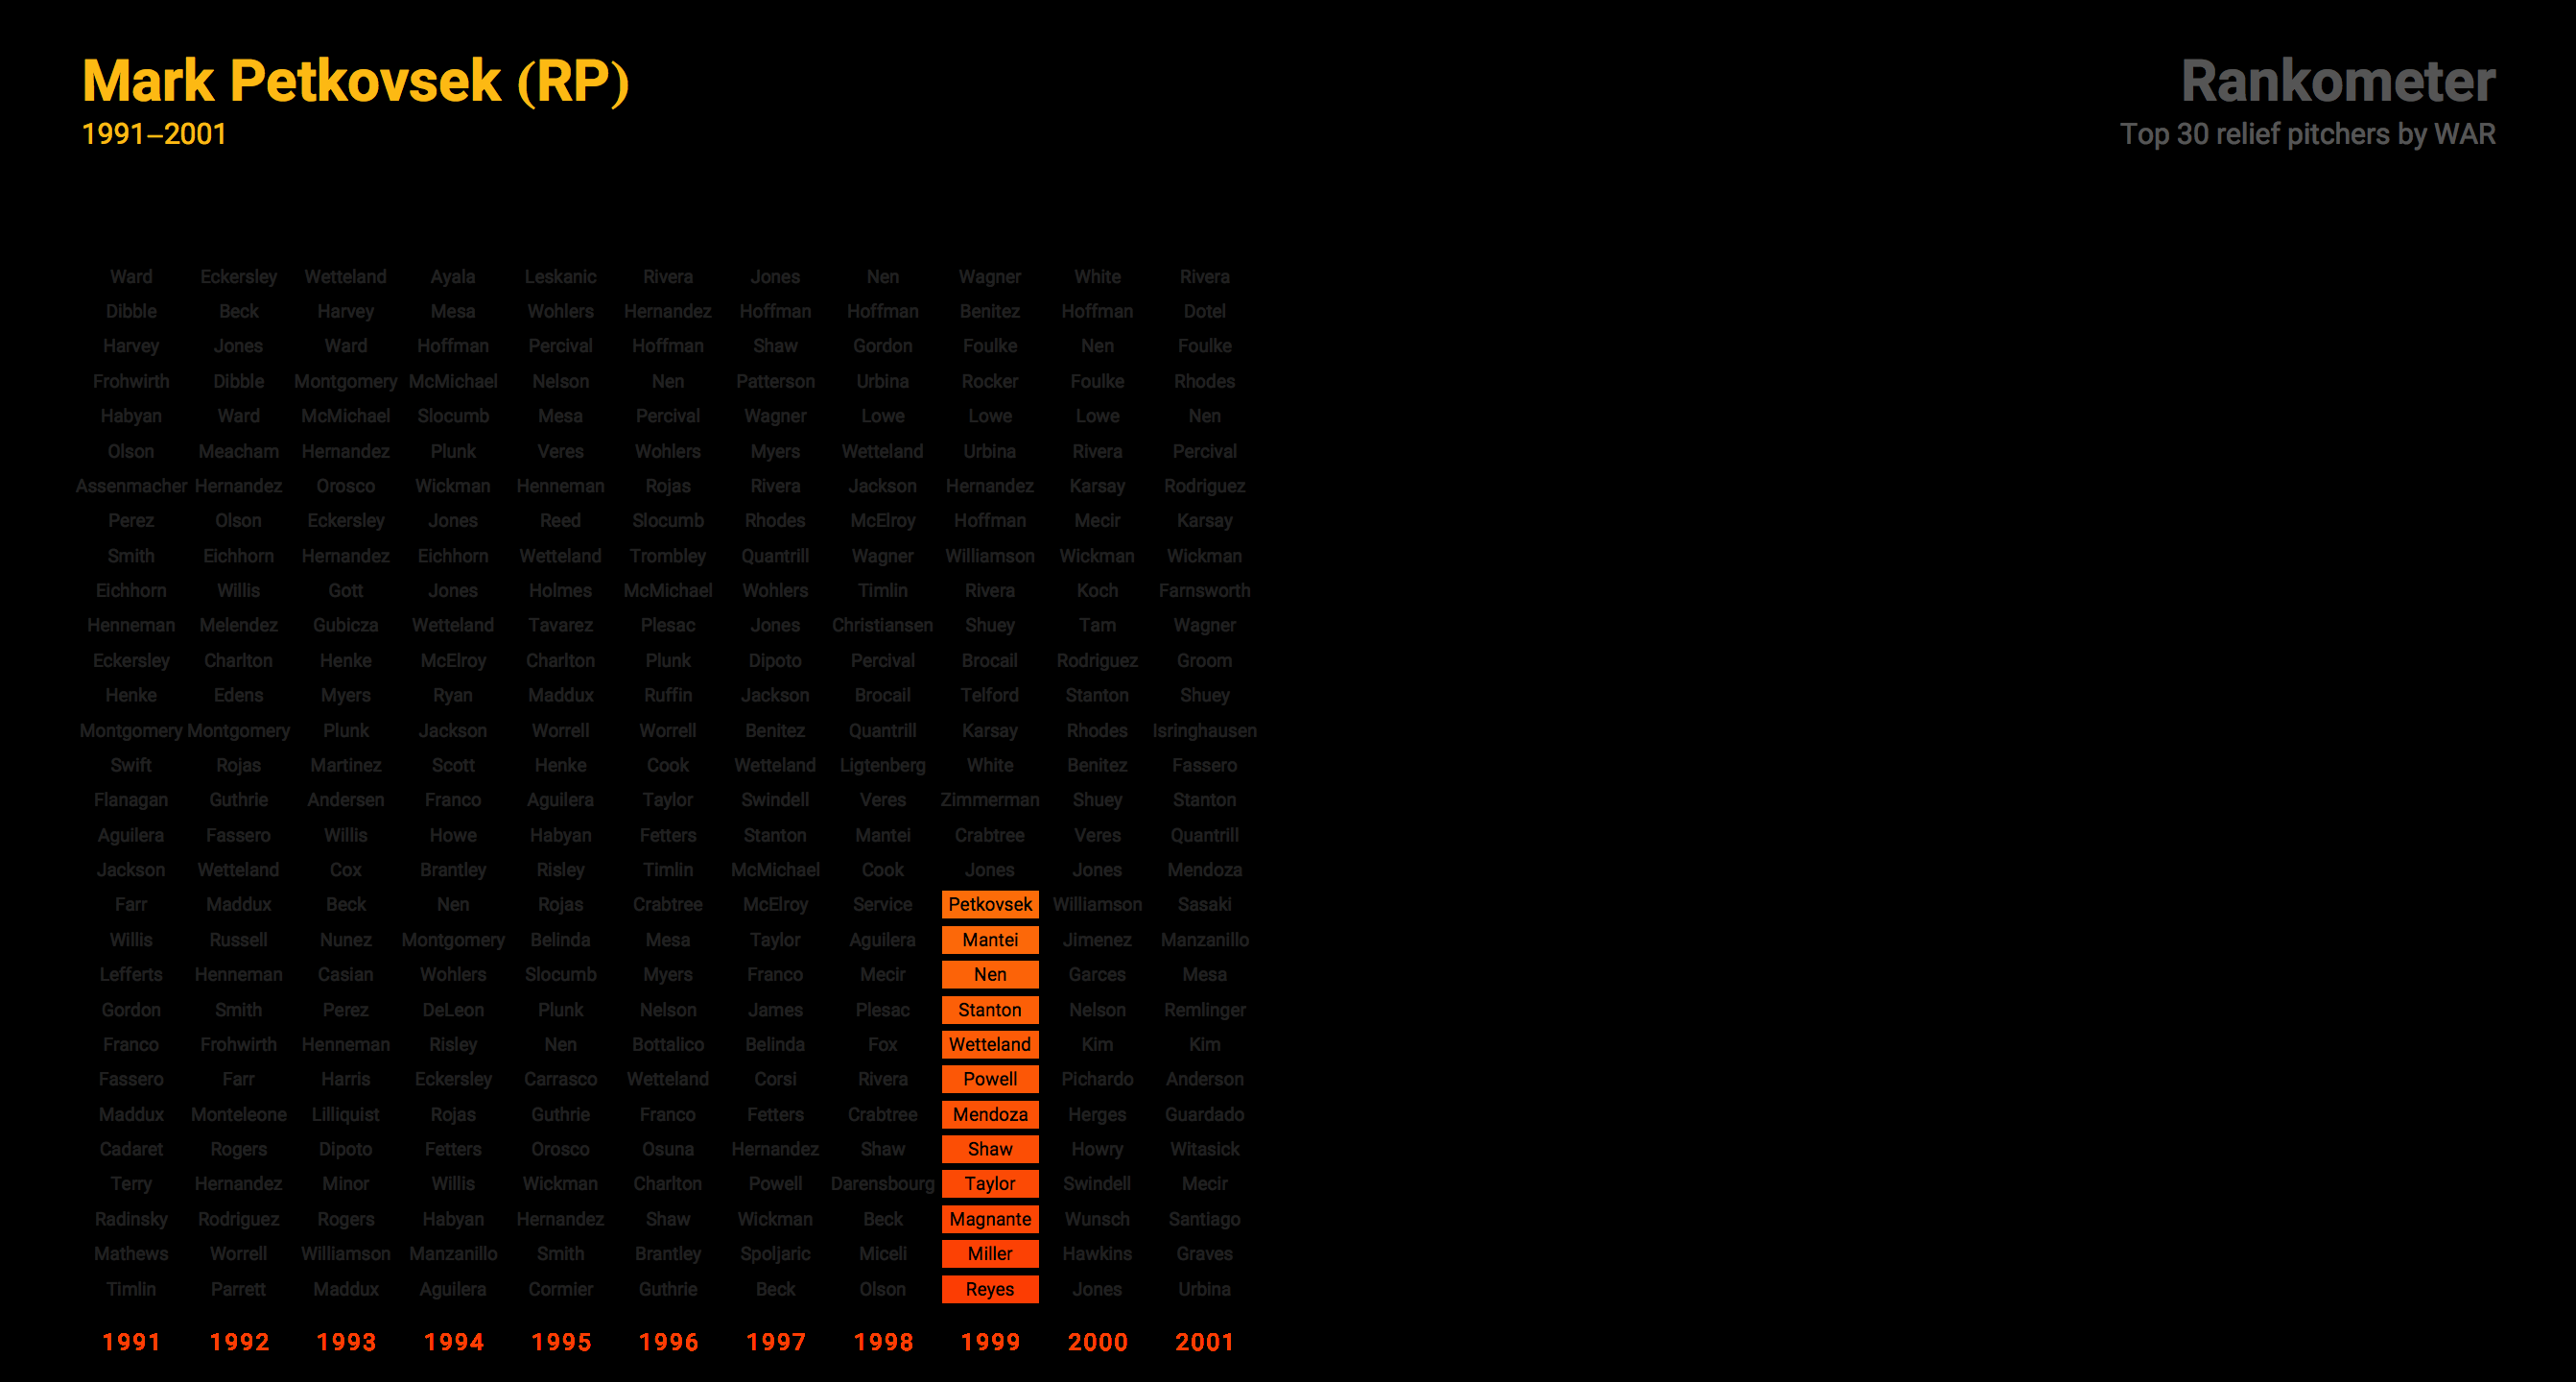 Mark Petkovsek (RP)
1991–2001
Rankometer
Top 30 relief pitchers by WAR
Ward Eckersley Wetteland Ayala Leskanic Rivera Jones Nen Wagner White Rivera
Dibble Beck Harvey Mesa Wohlers Hernandez Hoffman Hoffman Benitez Hoffman Dotel
Harvey Jones Ward Hoffman Percival Hoffman Shaw Gordon Foulke Nen Foulke
Frohwirth Dibble Montgomery McMichael Nelson Nen Patterson Urbina Rocker Foulke Rhodes
Habyan Ward McMichael Slocumb Mesa Percival Wagner Lowe Lowe Lowe Nen
Olson Meacham Hernandez Plunk Veres Wohlers Myers Wetteland Urbina Rivera Percival
Assenmacher Hernandez Orosco Wickman Henneman Rojas Rivera Jackson Hernandez Karsay Rodriguez
Perez Olson Eckersley Jones Reed Slocumb Rhodes McElroy Hoffman Mecir Karsay
Smith Eichhorn Hernandez Eichhorn Wetteland Trombley Quantrill Wagner Williamson Wickman Wickman
Eichhorn Willis Gott Jones Holmes McMichael Wohlers Timlin Rivera Koch Farnsworth
Henneman Melendez Gubicza Wetteland Tavarez Plesac Jones Christiansen Shuey Tam Wagner
Eckersley Charlton Henke McElroy Charlton Plunk Dipoto Percival Brocail Rodriguez Groom
Henke Edens Myers Ryan Maddux Ruffin Jackson Brocail Telford Stanton Shuey
Montgomery Montgomery Plunk Jackson Worrell Worrell Benitez Quantrill Karsay Rhodes Isringhausen
Swift Rojas Martinez Scott Henke Cook Wetteland Ligtenberg White Benitez Fassero
Flanagan Guthrie Andersen Franco Aguilera Taylor Swindell Veres Zimmerman Shuey Stanton
Aguilera Fassero Willis Howe Habyan Fetters Stanton Mantei Crabtree Veres Quantrill
Jackson Wetteland Cox Brantley Risley Timlin McMichael Cook Jones Jones Mendoza
Farr Maddux Beck Nen Rojas Crabtree McElroy Service Petkovsek Williamson Sasaki
Willis Russell Nunez Montgomery Belinda Mesa Taylor Aguilera Mantei Jimenez Manzanillo
Lefferts Henneman Casian Wohlers Slocumb Myers Franco Mecir Nen Garces Mesa
Gordon Smith Perez DeLeon Plunk Nelson James Plesac Stanton Nelson Remlinger
Franco Frohwirth Henneman Risley Nen Bottalico Belinda Fox Wetteland Kim Kim
Fassero Farr Harris Eckersley Carrasco Wetteland Corsi Rivera Powell Pichardo Anderson
Maddux Monteleone Lilliquist Rojas Guthrie Franco Fetters Crabtree Mendoza Herges Guardado
Cadaret Rogers Dipoto Fetters Orosco Osuna Hernandez Shaw Shaw Howry Witasick
Terry Hernandez Minor Willis Wickman Charlton Powell Darensbourg Taylor Swindell Mecir
Radinsky Rodriguez Rogers Habyan Hernandez Shaw Wickman Beck Magnante Wunsch Santiago
Mathews Worrell Williamson Manzanillo Smith Brantley Spoljaric Miceli Miller Hawkins Graves
Timlin Parrett Maddux Aguilera Cormier Guthrie Beck Olson Reyes Jones Urbina
1991 1992 1993 1994 1995 1996 1997 1998 1999 2000 2001